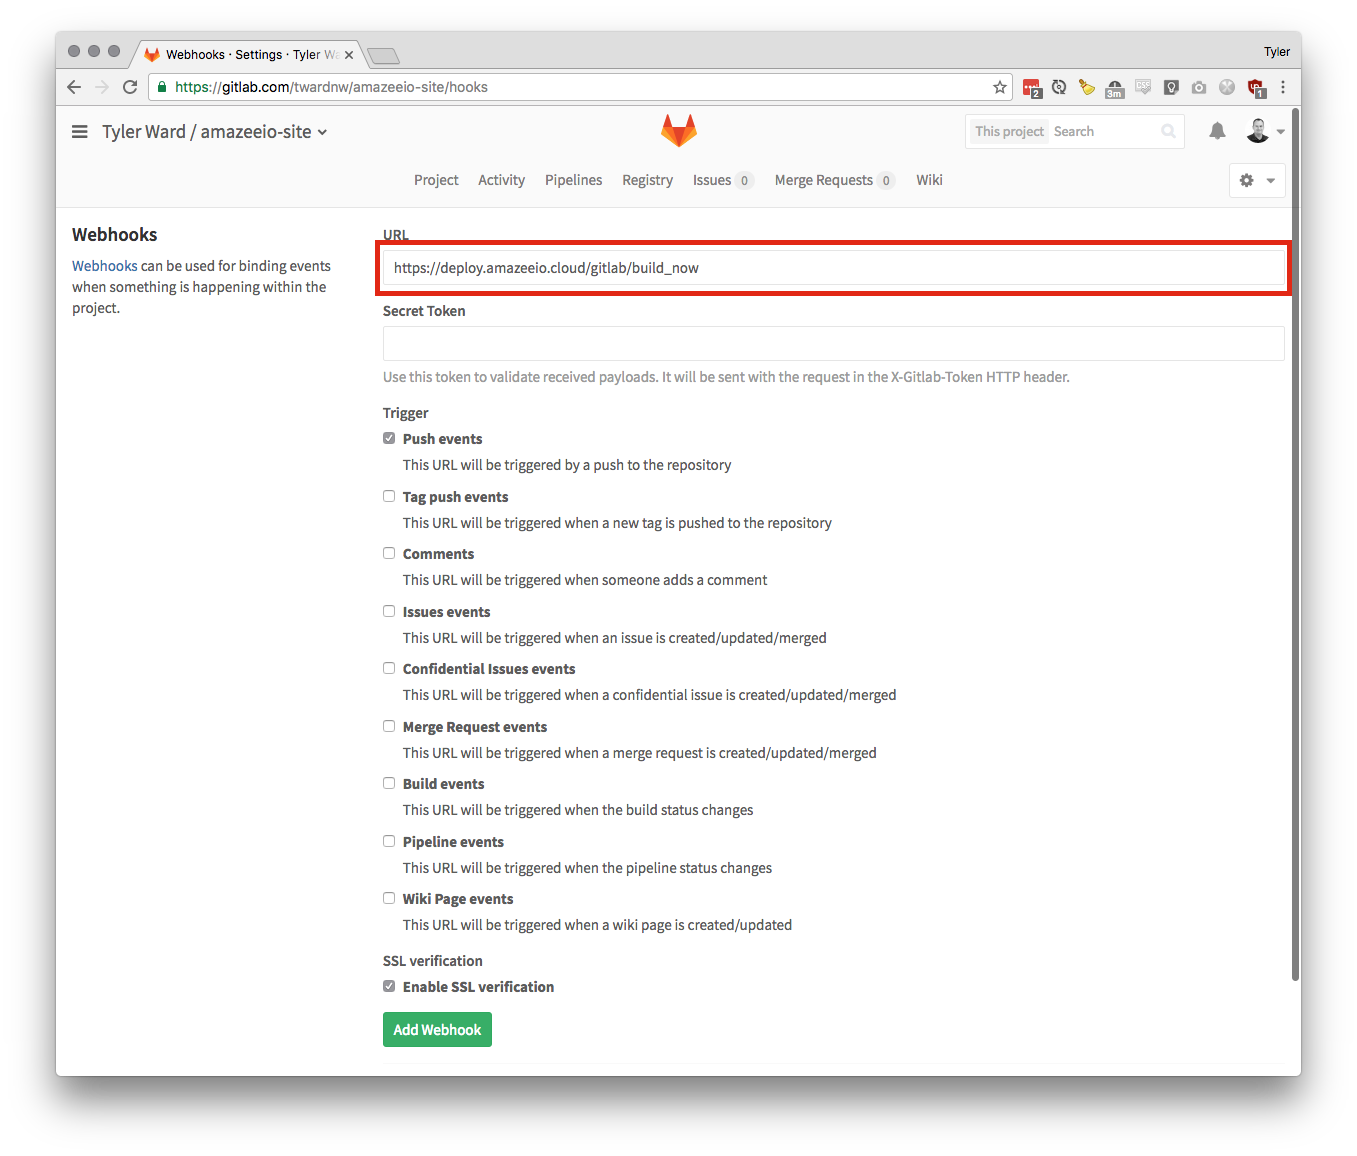 Webhooks · Settings · Tyler Wa
Tyler
https://gitlab.com/twardnw/amazeeio-site/hooks
2
3m
CSS
1
Tyler Ward / amazeeio-site
This project Search
Project Activity Pipelines Registry Issues 0 Merge Requests 0 Wiki
Webhooks
Webhooks can be used for binding events
when something is happening within the
project.
URL
https://deploy.amazeeio.cloud/gitlab/build_now
Secret Token
Use this token to validate received payloads. It will be sent with the request in the X-Gitlab-Token HTTP header.
Trigger
Push events
This URL will be triggered by a push to the repository
Tag push events
This URL will be triggered when a new tag is pushed to the repository
Comments
This URL will be triggered when someone adds a comment
Issues events
This URL will be triggered when an issue is created/updated/merged
Confidential Issues events
This URL will be triggered when a confidential issue is created/updated/merged
Merge Request events
This URL will be triggered when a merge request is created/updated/merged
Build events
This URL will be triggered when the build status changes
Pipeline events
This URL will be triggered when the pipeline status changes
Wiki Page events
This URL will be triggered when a wiki page is created/updated
SSL verification
Enable SSL verification
Add Webhook